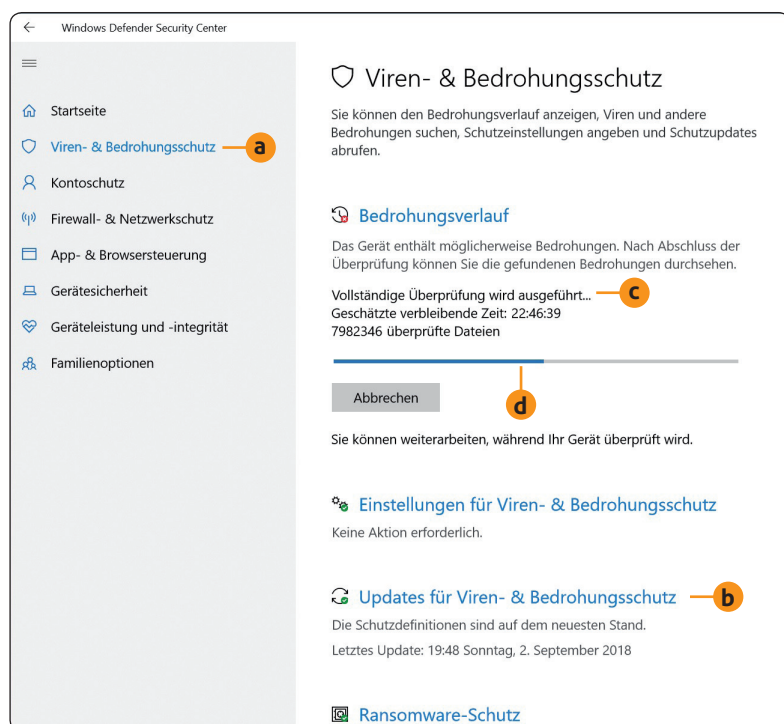 Windows Defender Security Center
Startseite
Viren- & Bedrohungsschutz
a
Kontoschutz
Firewall- & Netzwerkschutz
App- & Browsersteuerung
Gerätesicherheit
Geräteleistung und -integrität
Familienoptionen
Viren- & Bedrohungsschutz
Sie können den Bedrohungsverlauf anzeigen, Viren und andere
Bedrohungen suchen, Schutzeinstellungen angeben und Schutzupdates
abrufen.
Bedrohungsverlauf
Das Gerät enthält möglicherweise Bedrohungen. Nach Abschluss der
Überprüfung können Sie die gefundenen Bedrohungen durchsehen.
Vollständige Überprüfung wird ausgeführt...
c
Geschätzte verbleibende Zeit: 22:46:39
7982346 überprüfte Dateien
d
Abbrechen
Sie können weiterarbeiten, während Ihr Gerät überprüft wird.
Einstellungen für Viren- & Bedrohungsschutz
Keine Aktion erforderlich.
Updates für Viren- & Bedrohungsschutz
b
Die Schutzdefinitionen sind auf dem neuesten Stand.
Letztes Update: 19:48 Sonntag, 2. September 2018
Ransomware-Schutz